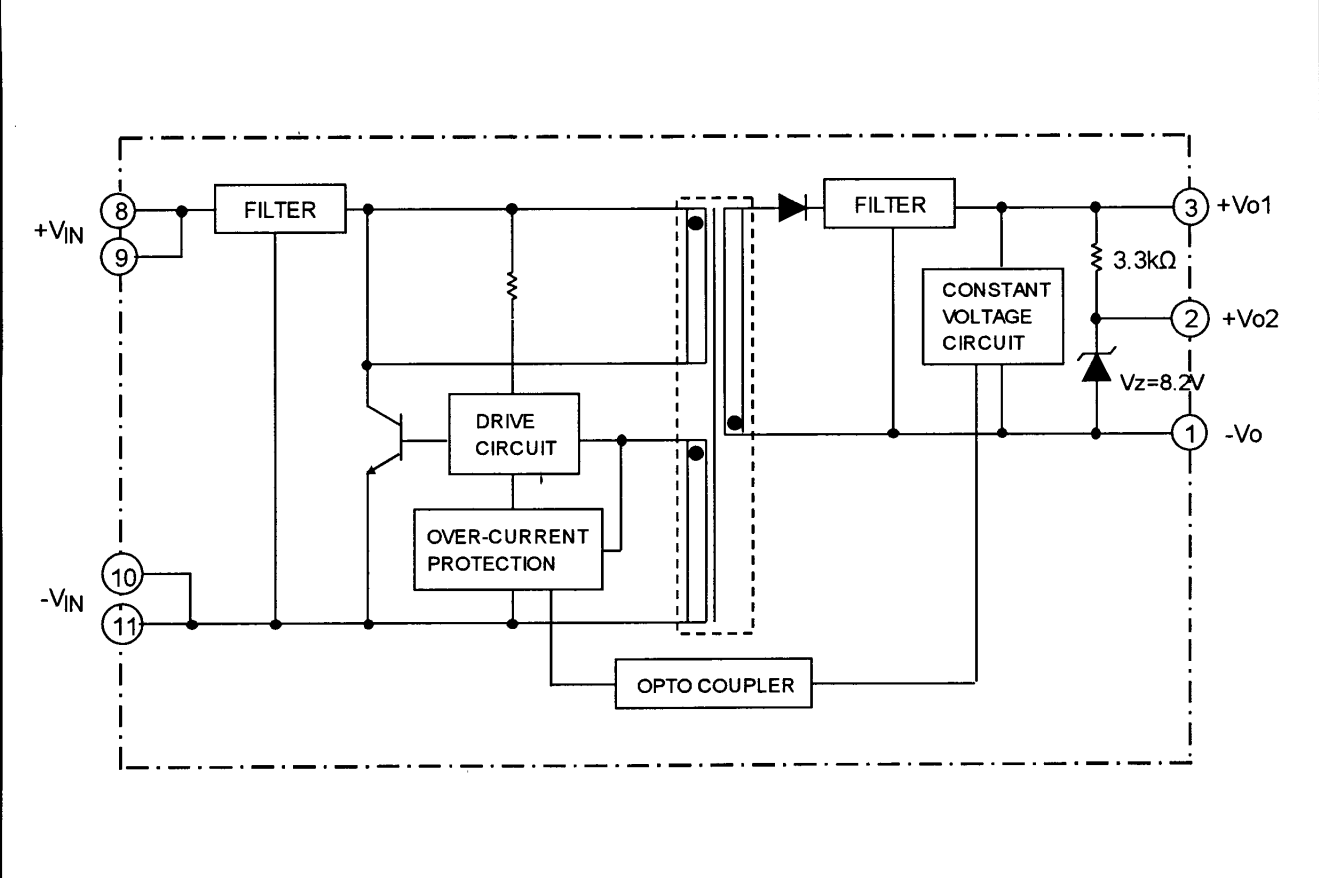 8
+VIN
9
FILTER
FILTER
3
+Vo1
3.3kΩ
CONSTANT
VOLTAGE
CIRCUIT
2
+Vo2
Vz=8.2V
DRIVE
CIRCUIT
1
-Vo
OVER-CURRENT
PROTECTION
10
-VIN
11
OPTO COUPLER